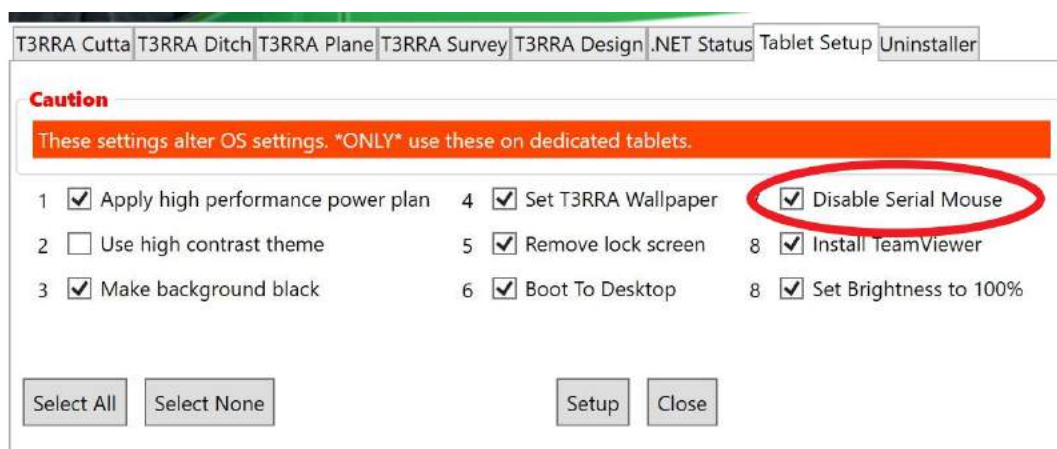 T3RRA Cutta T3RRA Ditch T3RRA Plane T3RRA Survey T3RRA Design .NET Status Tablet Setup Uninstaller
Caution
These settings alter OS settings. *ONLY* use these on dedicated tablets.
1 Apply high performance power plan 4 Set T3RRA Wallpaper Disable Serial Mouse
2 Use high contrast theme 5 Remove lock screen 8 Install TeamViewer
3 Make background black 6 Boot To Desktop 8 Set Brightness to 100%
Select All Select None Setup Close